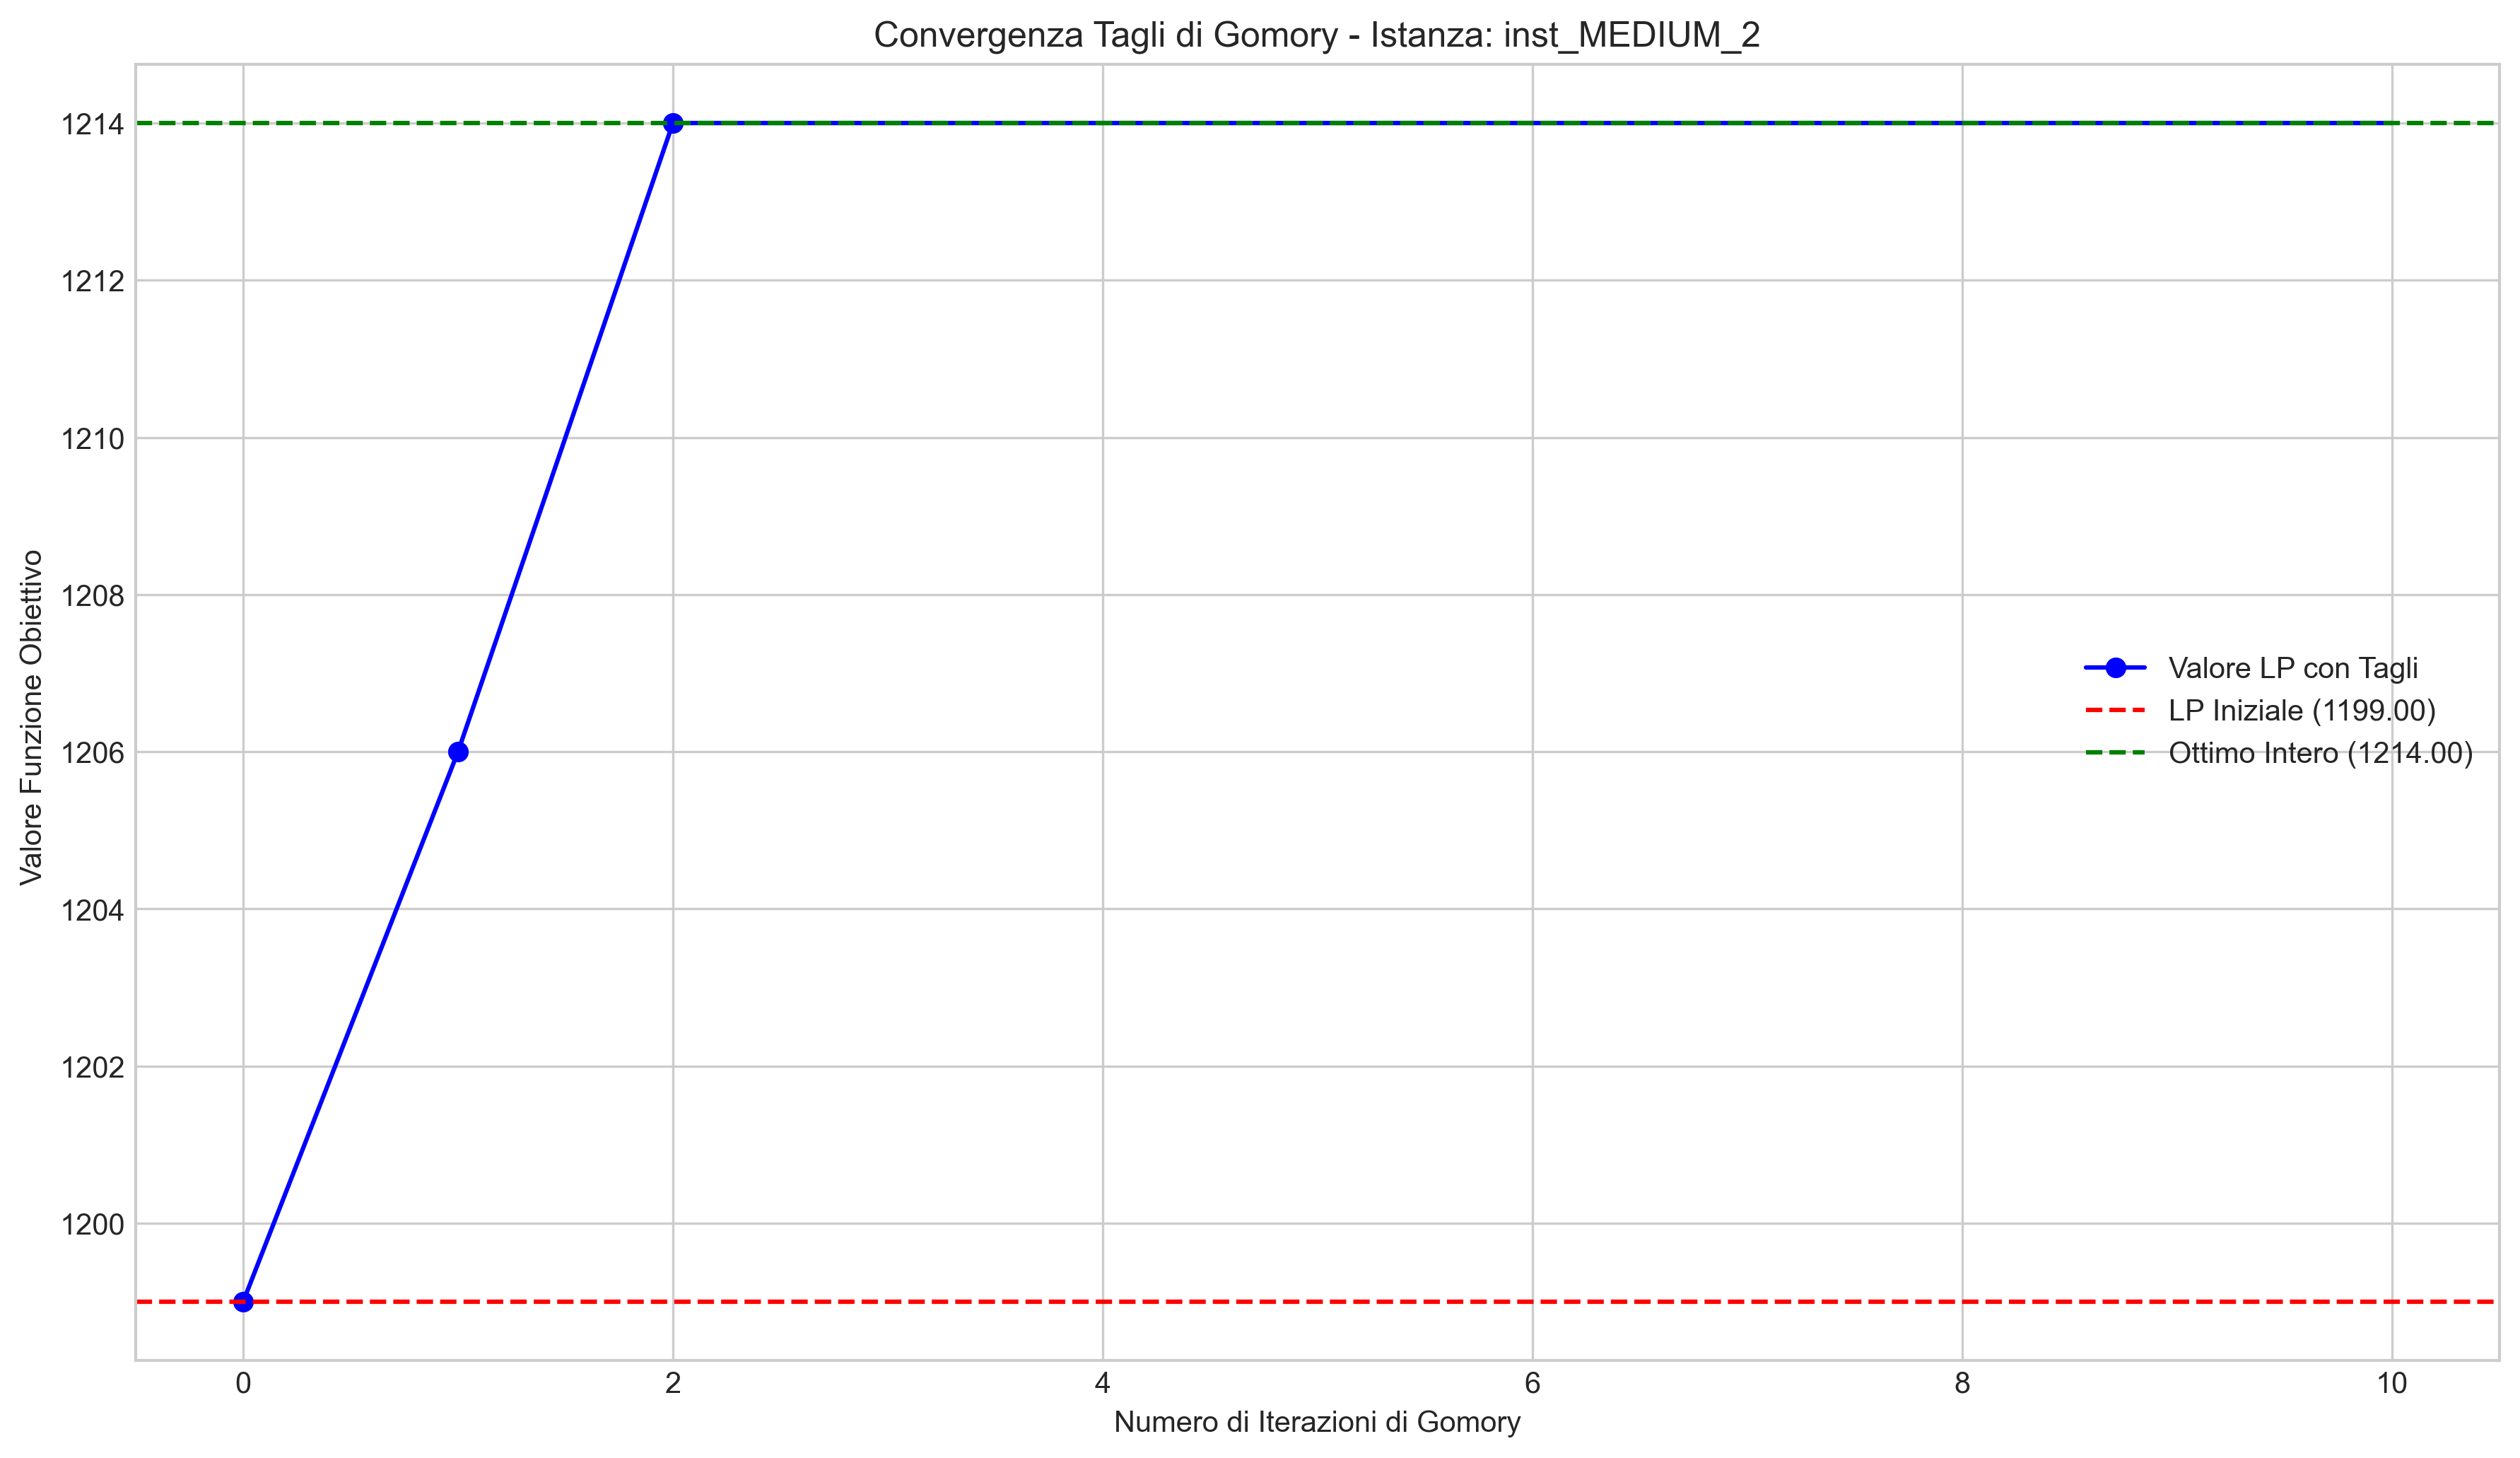 Convergenza Tagli di Gomory - Istanza: inst_MEDIUM_2
Valore Funzione Obiettivo
1214
1212
1210
1208
1206
1204
1202
1200
Valore LP con Tagli
LP Iniziale (1199.00)
Ottimo Intero (1214.00)
0 2 4 6 8 10
Numero di Iterazioni di Gomory